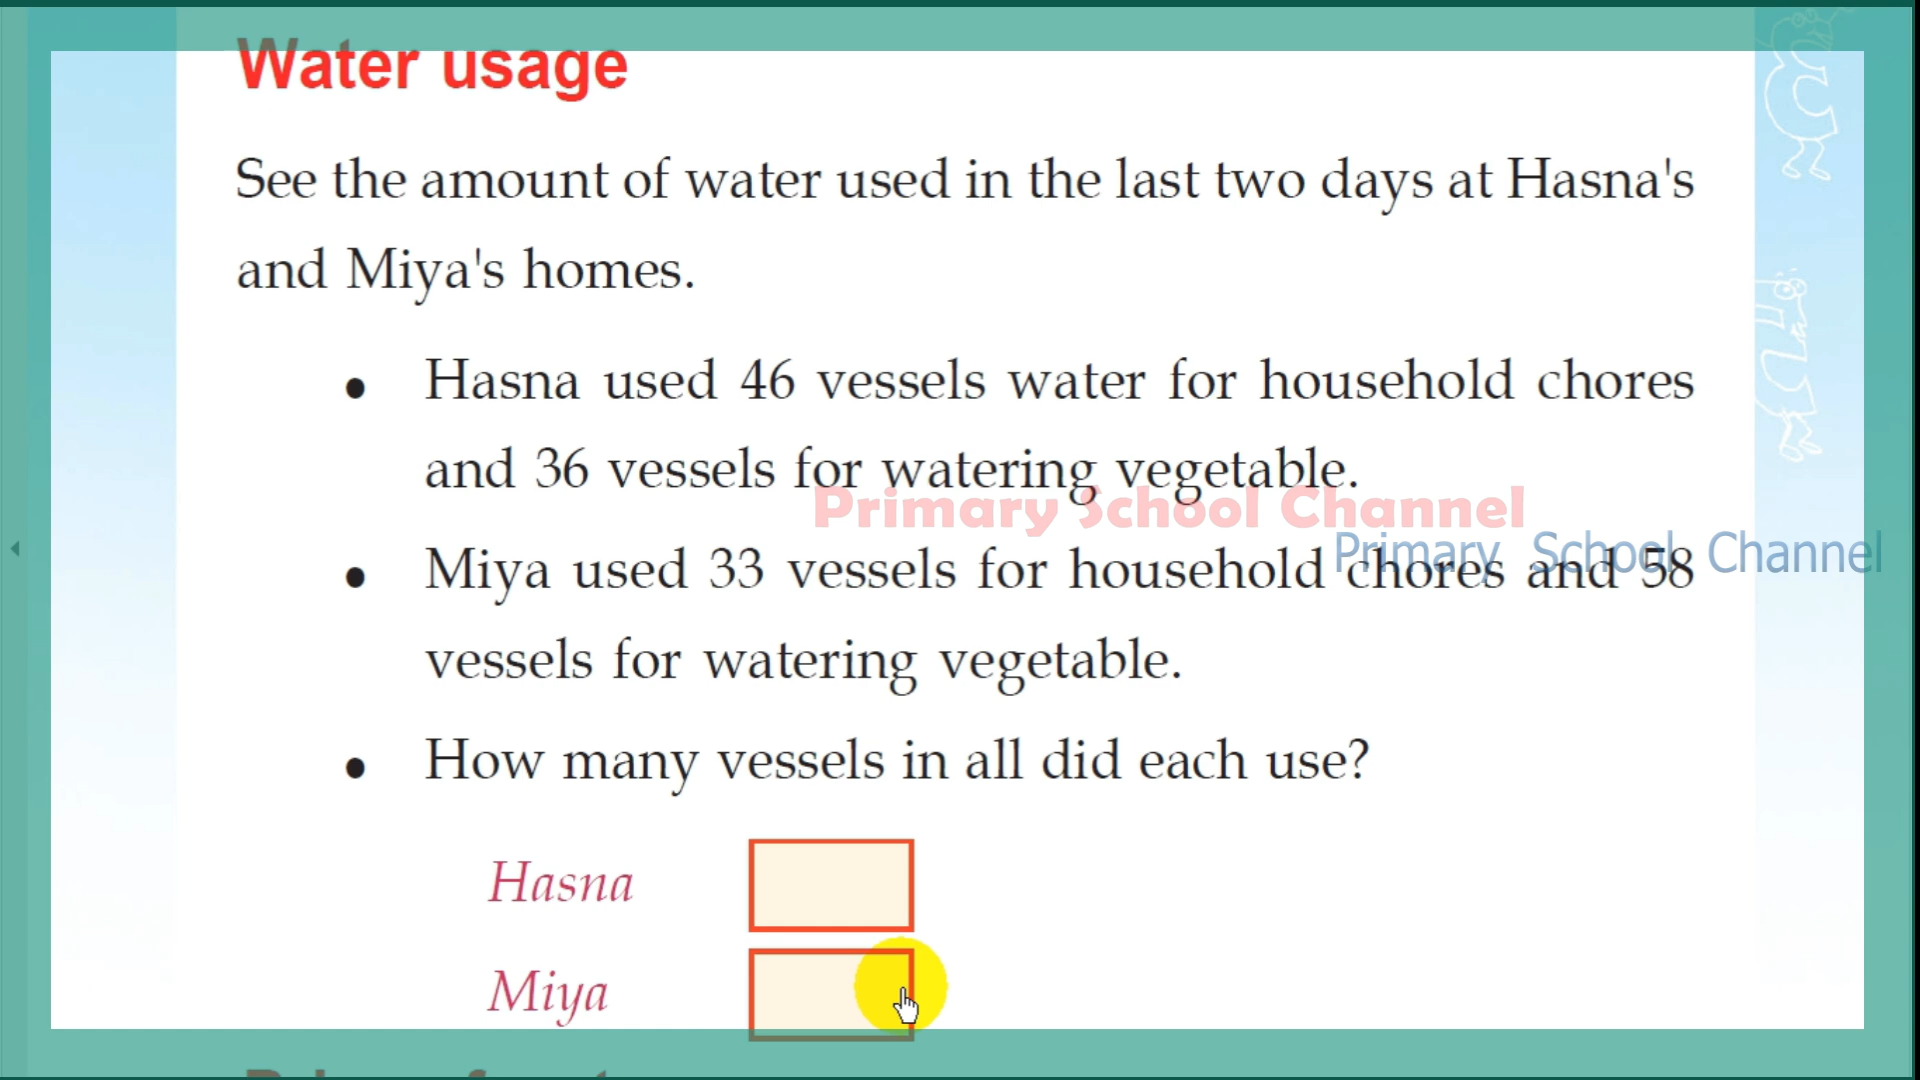 Water usage
See the amount of water used in the last two days at Hasna's
and Miya's homes.
• Hasna used 46 vessels water for household chores
and 36 vessels for watering vegetable.
Primary School Channel
Primary School Channel
• Miya used 33 vessels for household chores and 58
vessels for watering vegetable.
• How many vessels in all did each use?
Hasna
Miya